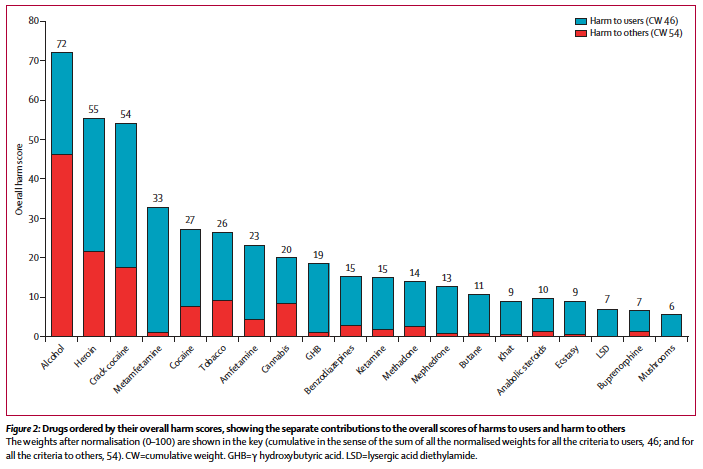 80
70
60
50
40
30
20
10
0
Overall harm score
Harm to users (CW 46)
Harm to others (CW 54)
72
55
54
33
27
26
23
20
19
15
15
14
13
11
9
10
9
7
7
6
Alcohol
Heroin
Crack cocaine
Metamfetamine
Cocaine
Tobacco
Amfetamine
Cannabis
GHB
Benzodiazepines
Ketamine
Methadone
Mephedrone
Butane
Khat
Anabolic steroids
Ecstasy
LSD
Buprenorphine
Mushrooms
Figure 2: Drugs ordered by their overall harm scores, showing the separate contributions to the overall scores of harms to users and harm to others
The weights after normalisation (0–100) are shown in the key (cumulative in the sense of the sum of all the normalised weights for all the criteria to users, 46; and for
all the criteria to others, 54). CW=cumulative weight. GHB=γ hydroxybutyric acid. LSD=lysergic acid diethylamide.